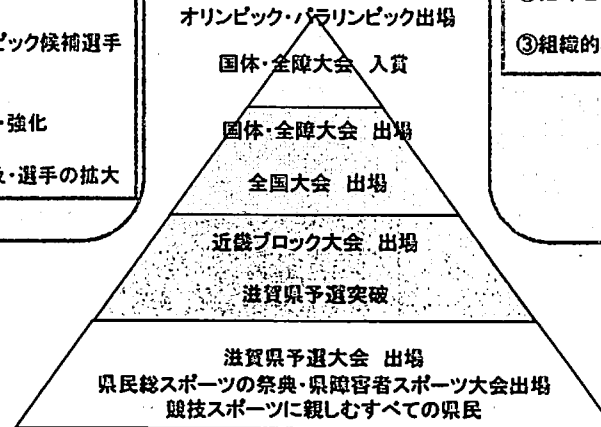 ピック候補選手
・強化
・選手の拡大
オリンピック・パラリンピック出場
国体・全障大会 入賞
国体・全障大会 出場
全国大会 出場
近畿ブロック大会 出場
滋賀県予選突破
滋賀県予選大会 出場
県民総スポーツの祭典・県障害者スポーツ大会出場
競技スポーツに親しむすべての県民
③組織的